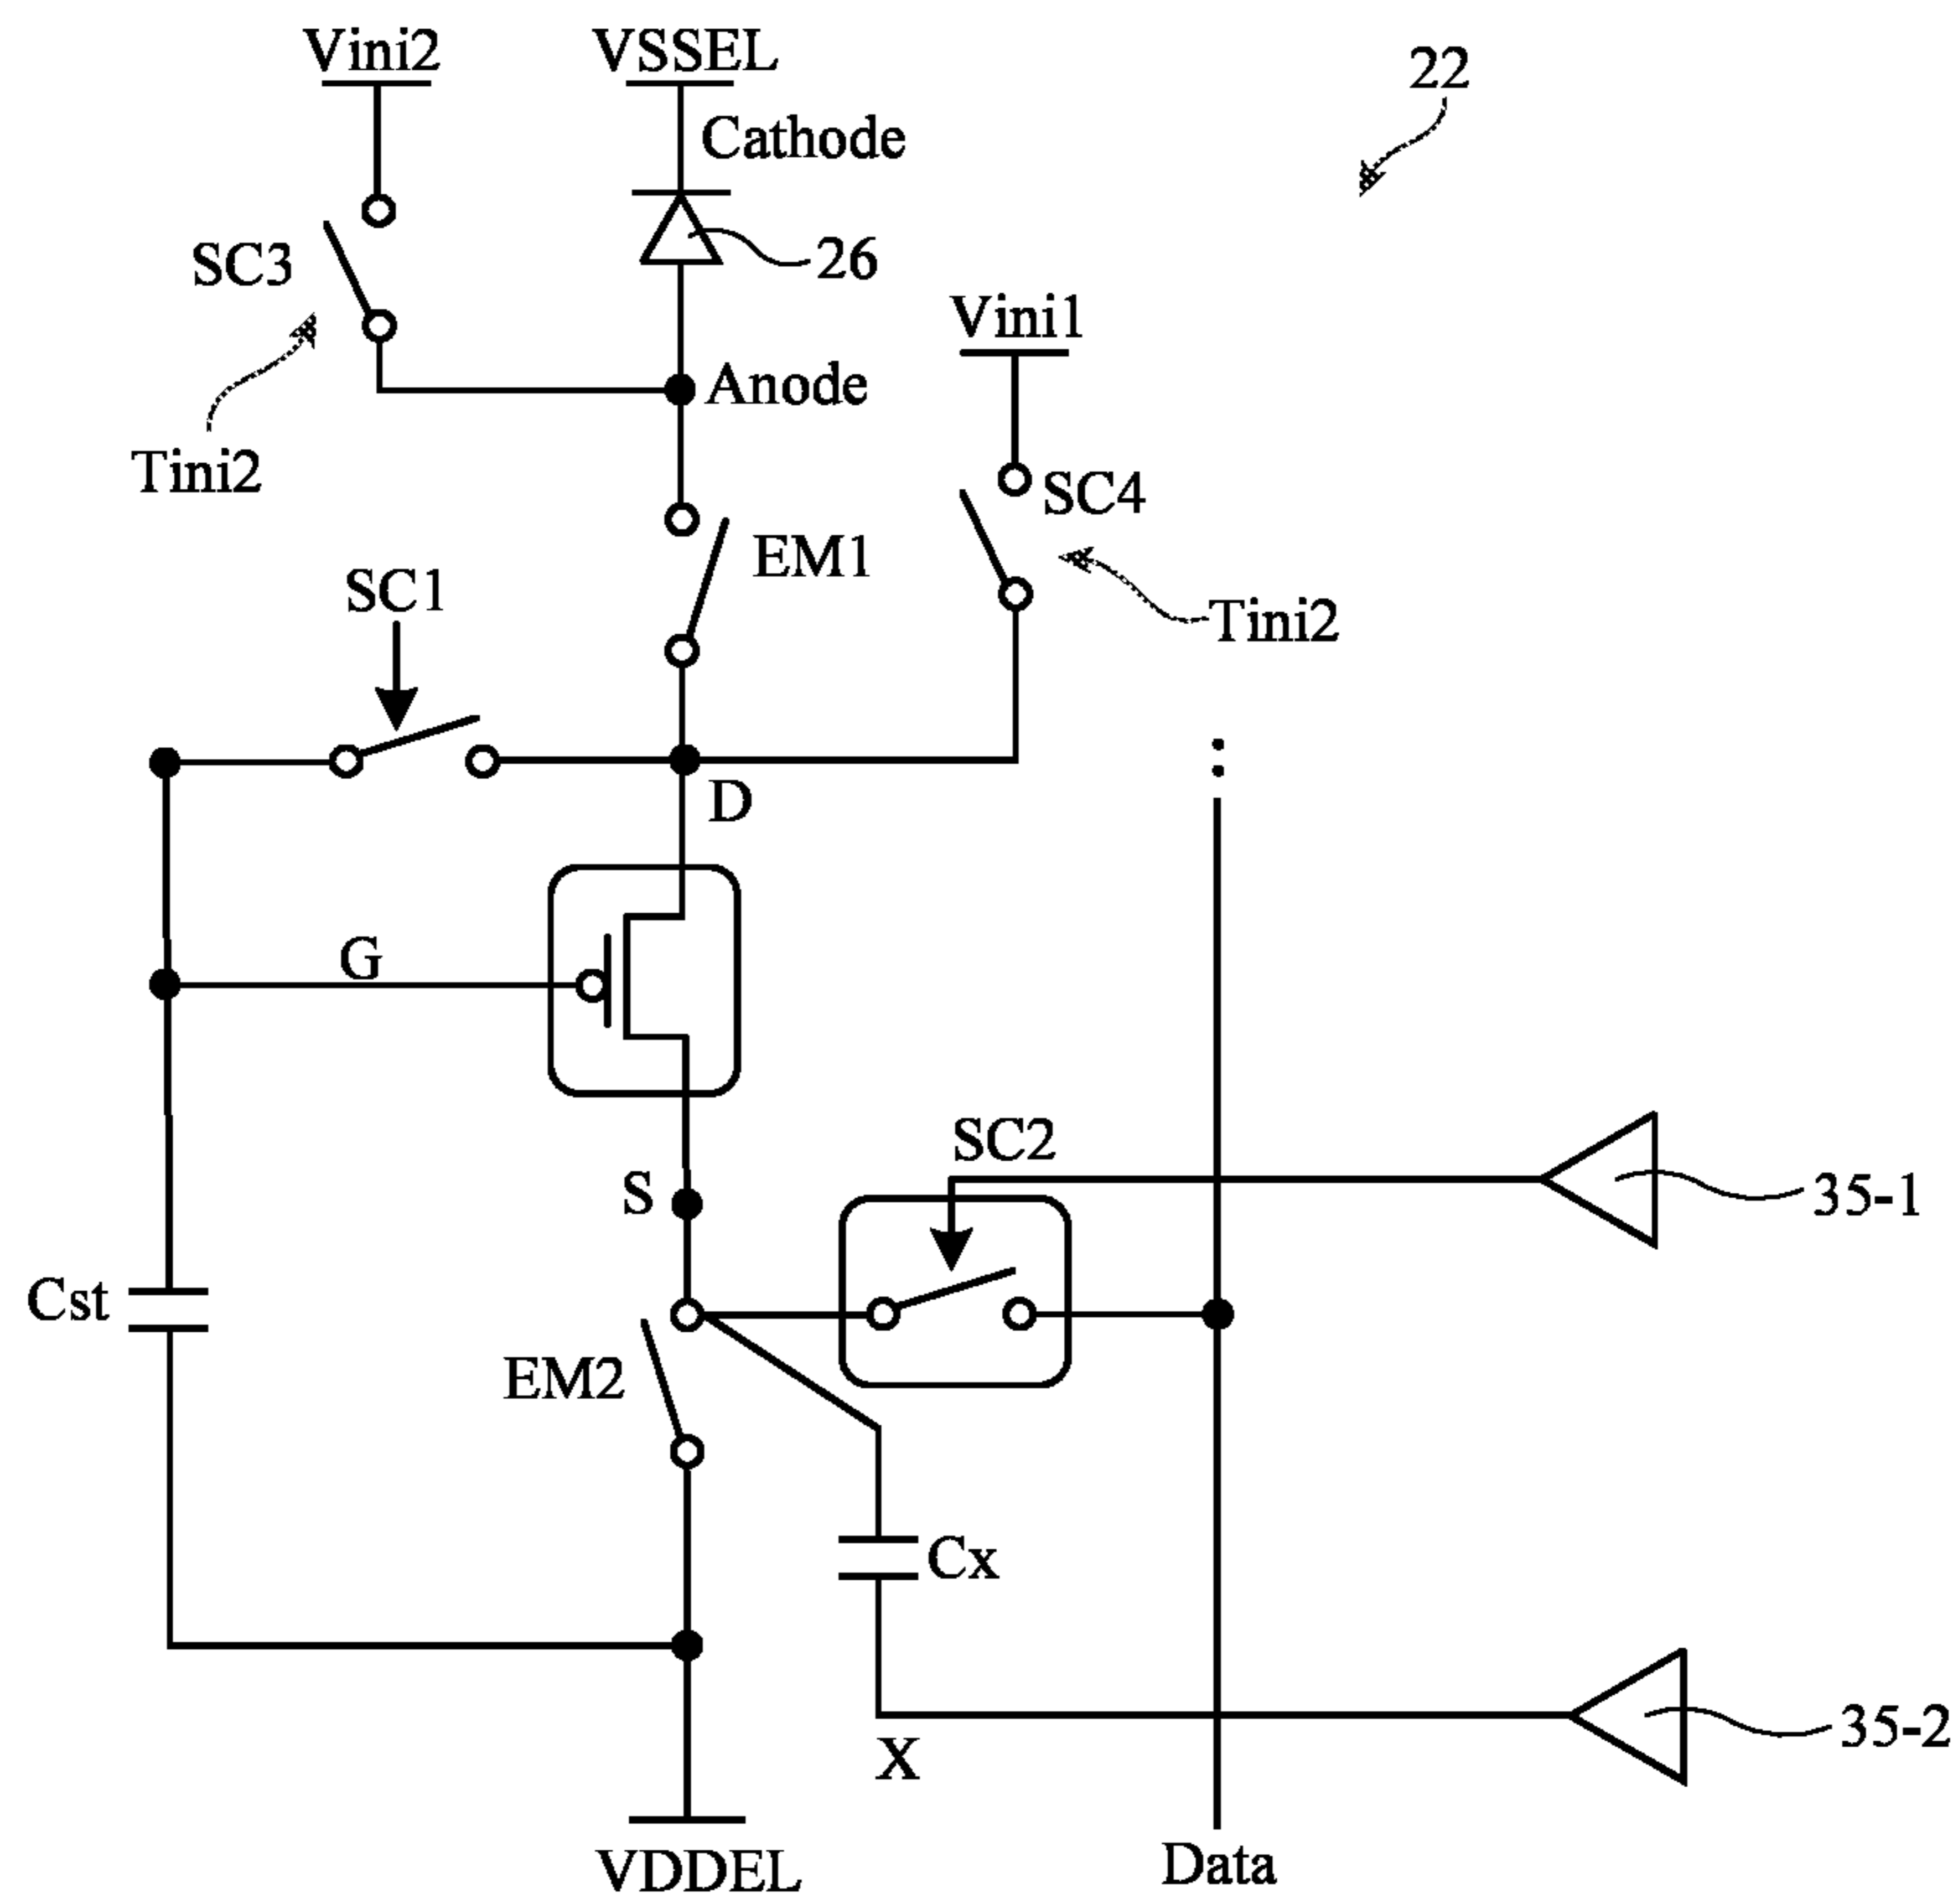 Vini2
VSSEL
22
Cathode
SC3
26
Vini1
Anode
Tini2
SC4
EM1
SC1
Tini2
D
G
SC2
S
35-1
Cst
EM2
Cx
X
35-2
VDDEL
Data